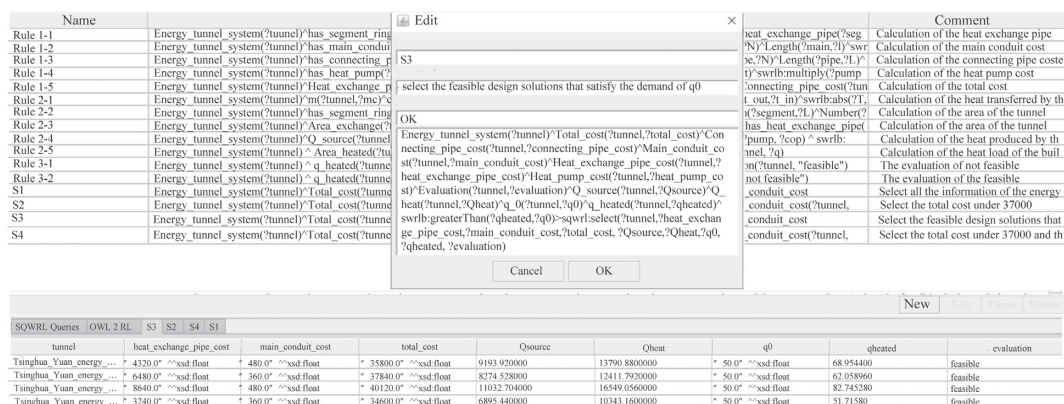 Name
Comment
Edit
Rule 1-1 Energy_tunnel_system(?tuunel)^has_segment_ring neat_exchange_pipe(?seg Calculation of the heat exchange pipe
Rule 1-2 Energy_tunnel_system(?tunnel)^has_main_condui ?N)^Length(?main,?l)^swr Calculation of the main conduit cost
Rule 1-3 Energy_tunnel_system(?tunnel)^has_connecting_p pe,?N)^Length(?pipe,?L)^ Calculation of the connecting pipe coste
Rule 1-4 Energy_tunnel_system(?tunnel)^has_heat_pump(? t)^swrlb:multiply(?pump Calculation of the heat pump cost
Rule 1-5 Energy_tunnel_system(?tunnel)^Heat_exchange_p Connecting_pipe_cost(?tun Calculation of the total cost
Rule 2-1 Energy_tunnel_system(?tunnel)^m(?tunnel,?mc)^c t_out,?t_in)^swrlb:abs(?T, Calculation of the heat transferred by th
Rule 2-2 Energy_tunnel_system(?tunnel)^has_segment_ring n(?segment,?L)^Number(? Calculation of the area of the tunnel
Rule 2-3 Energy_tunnel_system(?tunnel)^Area_exchange(?t has_heat_exchange_pipe( Calculation of the area of the tunnel
Rule 2-4 Energy_tunnel_system(?tunnel)^Q_source(?tunnel ?pump, ?cop) ^ swrlb: Calculation of the heat produced by th
Rule 2-5 Energy_tunnel_system(?tunnel) ^ Area_heated(?tu nnel, ?q) Calculation of the heat load of the buil
Rule 3-1 Energy_tunnel_system(?tunnel) ^ q_heated(?tunne on(?tunnel, "feasible") The evaluation of not feasible
Rule 3-2 Energy_tunnel_system(?tunnel) ^ q_heated(?tunne not feasible") The evaluation of the feasible
S1 Energy_tunnel_system(?tunnel)^Total_cost(?tunne _conduit_cost Select all the information of the energy
S2 Energy_tunnel_system(?tunnel)^Total_cost(?tunne _conduit_cost(?tunnel, Select the total cost under 37000
S3 Energy_tunnel_system(?tunnel)^Total_cost(?tunne _conduit_cost Select the feasible design solutions that
S4 Energy_tunnel_system(?tunnel)^Total_cost(?tunne _conduit_cost(?tunnel, Select the total cost under 37000 and th
S3
select the feasible design solutions that satisfy the demand of q0
OK
Energy_tunnel_system(?tunnel)^Total_cost(?tunnel,?total_cost)^Con
necting_pipe_cost(?tunnel,?connecting_pipe_cost)^Main_conduit_co
st(?tunnel,?main_conduit_cost)^Heat_exchange_pipe_cost(?tunnel,?
heat_exchange_pipe_cost)^Heat_pump_cost(?tunnel,?heat_pump_co
st)^Evaluation(?tunnel,?evaluation)^Q_source(?tunnel,?Qsource)^Q_
heat(?tunnel,?Qheat)^q_0(?tunnel,?q0)^q_heated(?tunnel,?qheated)^
swrlb:greaterThan(?qheated,?q0)>sqwrl:select(?tunnel,?heat_exchan
ge_pipe_cost,?main_conduit_cost,?total_cost, ?Qsource,?Qheat,?q0,
?qheated, ?evaluation)
Cancel OK
New Edit Clone Delete
SQWRL Queries OWL 2 RL S3 S2 S4 S1
tunnel heat_exchange_pipe_cost main_conduit_cost total_cost Qsource Qheat q0 qheated evaluation
Tsinghua_Yuan_energy_... " 4320.0" ^^xsd:float " 480.0" ^^xsd:float " 35800.0" ^^xsd:float 9193.920000 13790.8800000 " 50.0" ^^xsd:float 68.954400 feasible
Tsinghua_Yuan_energy_... " 6480.0" ^^xsd:float " 360.0" ^^xsd:float " 37840.0" ^^xsd:float 8274.528000 12411.7920000 " 50.0" ^^xsd:float 62.058960 feasible
Tsinghua_Yuan_energy_... " 8640.0" ^^xsd:float " 480.0" ^^xsd:float " 40120.0" ^^xsd:float 11032.704000 16549.0560000 " 50.0" ^^xsd:float 82.745280 feasible
Tsinghua_Yuan_energy_... " 3240.0" ^^xsd:float " 360.0" ^^xsd:float " 34600.0" ^^xsd:float 6895.440000 10343.1600000 " 50.0" ^^xsd:float 51.71580 feasible